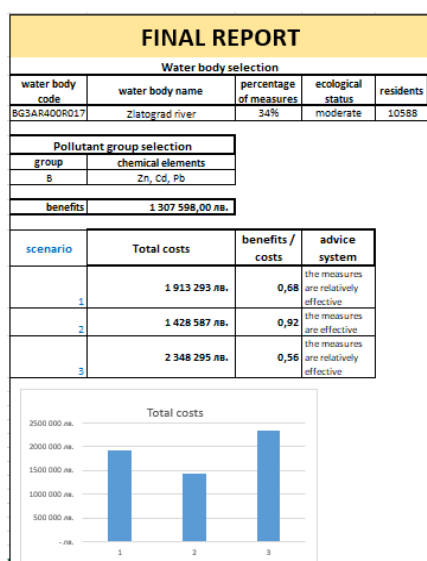 FINAL REPORT
Water body selection
water body code water body name percentage of measures ecological status residents
BG3AR400R017 Zlatograd river 34% moderate 10588
Pollutant group selection
group chemical elements
B Zn, Cd, Pb
benefits 1 307 598,00 лв.
scenario Total costs benefits / costs advice system
1 1 913 293 лв. 0,68 the measures are relatively effective
2 1 428 587 лв. 0,92 the measures are effective
3 2 348 295 лв. 0,56 the measures are relatively effective
Total costs
2500 000 лв.
2000 000 лв.
1500 000 лв.
1000 000 лв.
500 000 лв.
- лв.
1 2 3